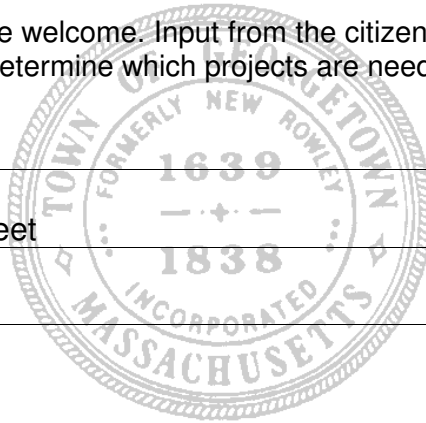 e welcome. Input from the citizen
etermine which projects are need
TOWN OF GEORGETOWN
FORMERLY NEW ROWLEY
1639
eet
1838
INCORPORATED
MASSACHUSETTS